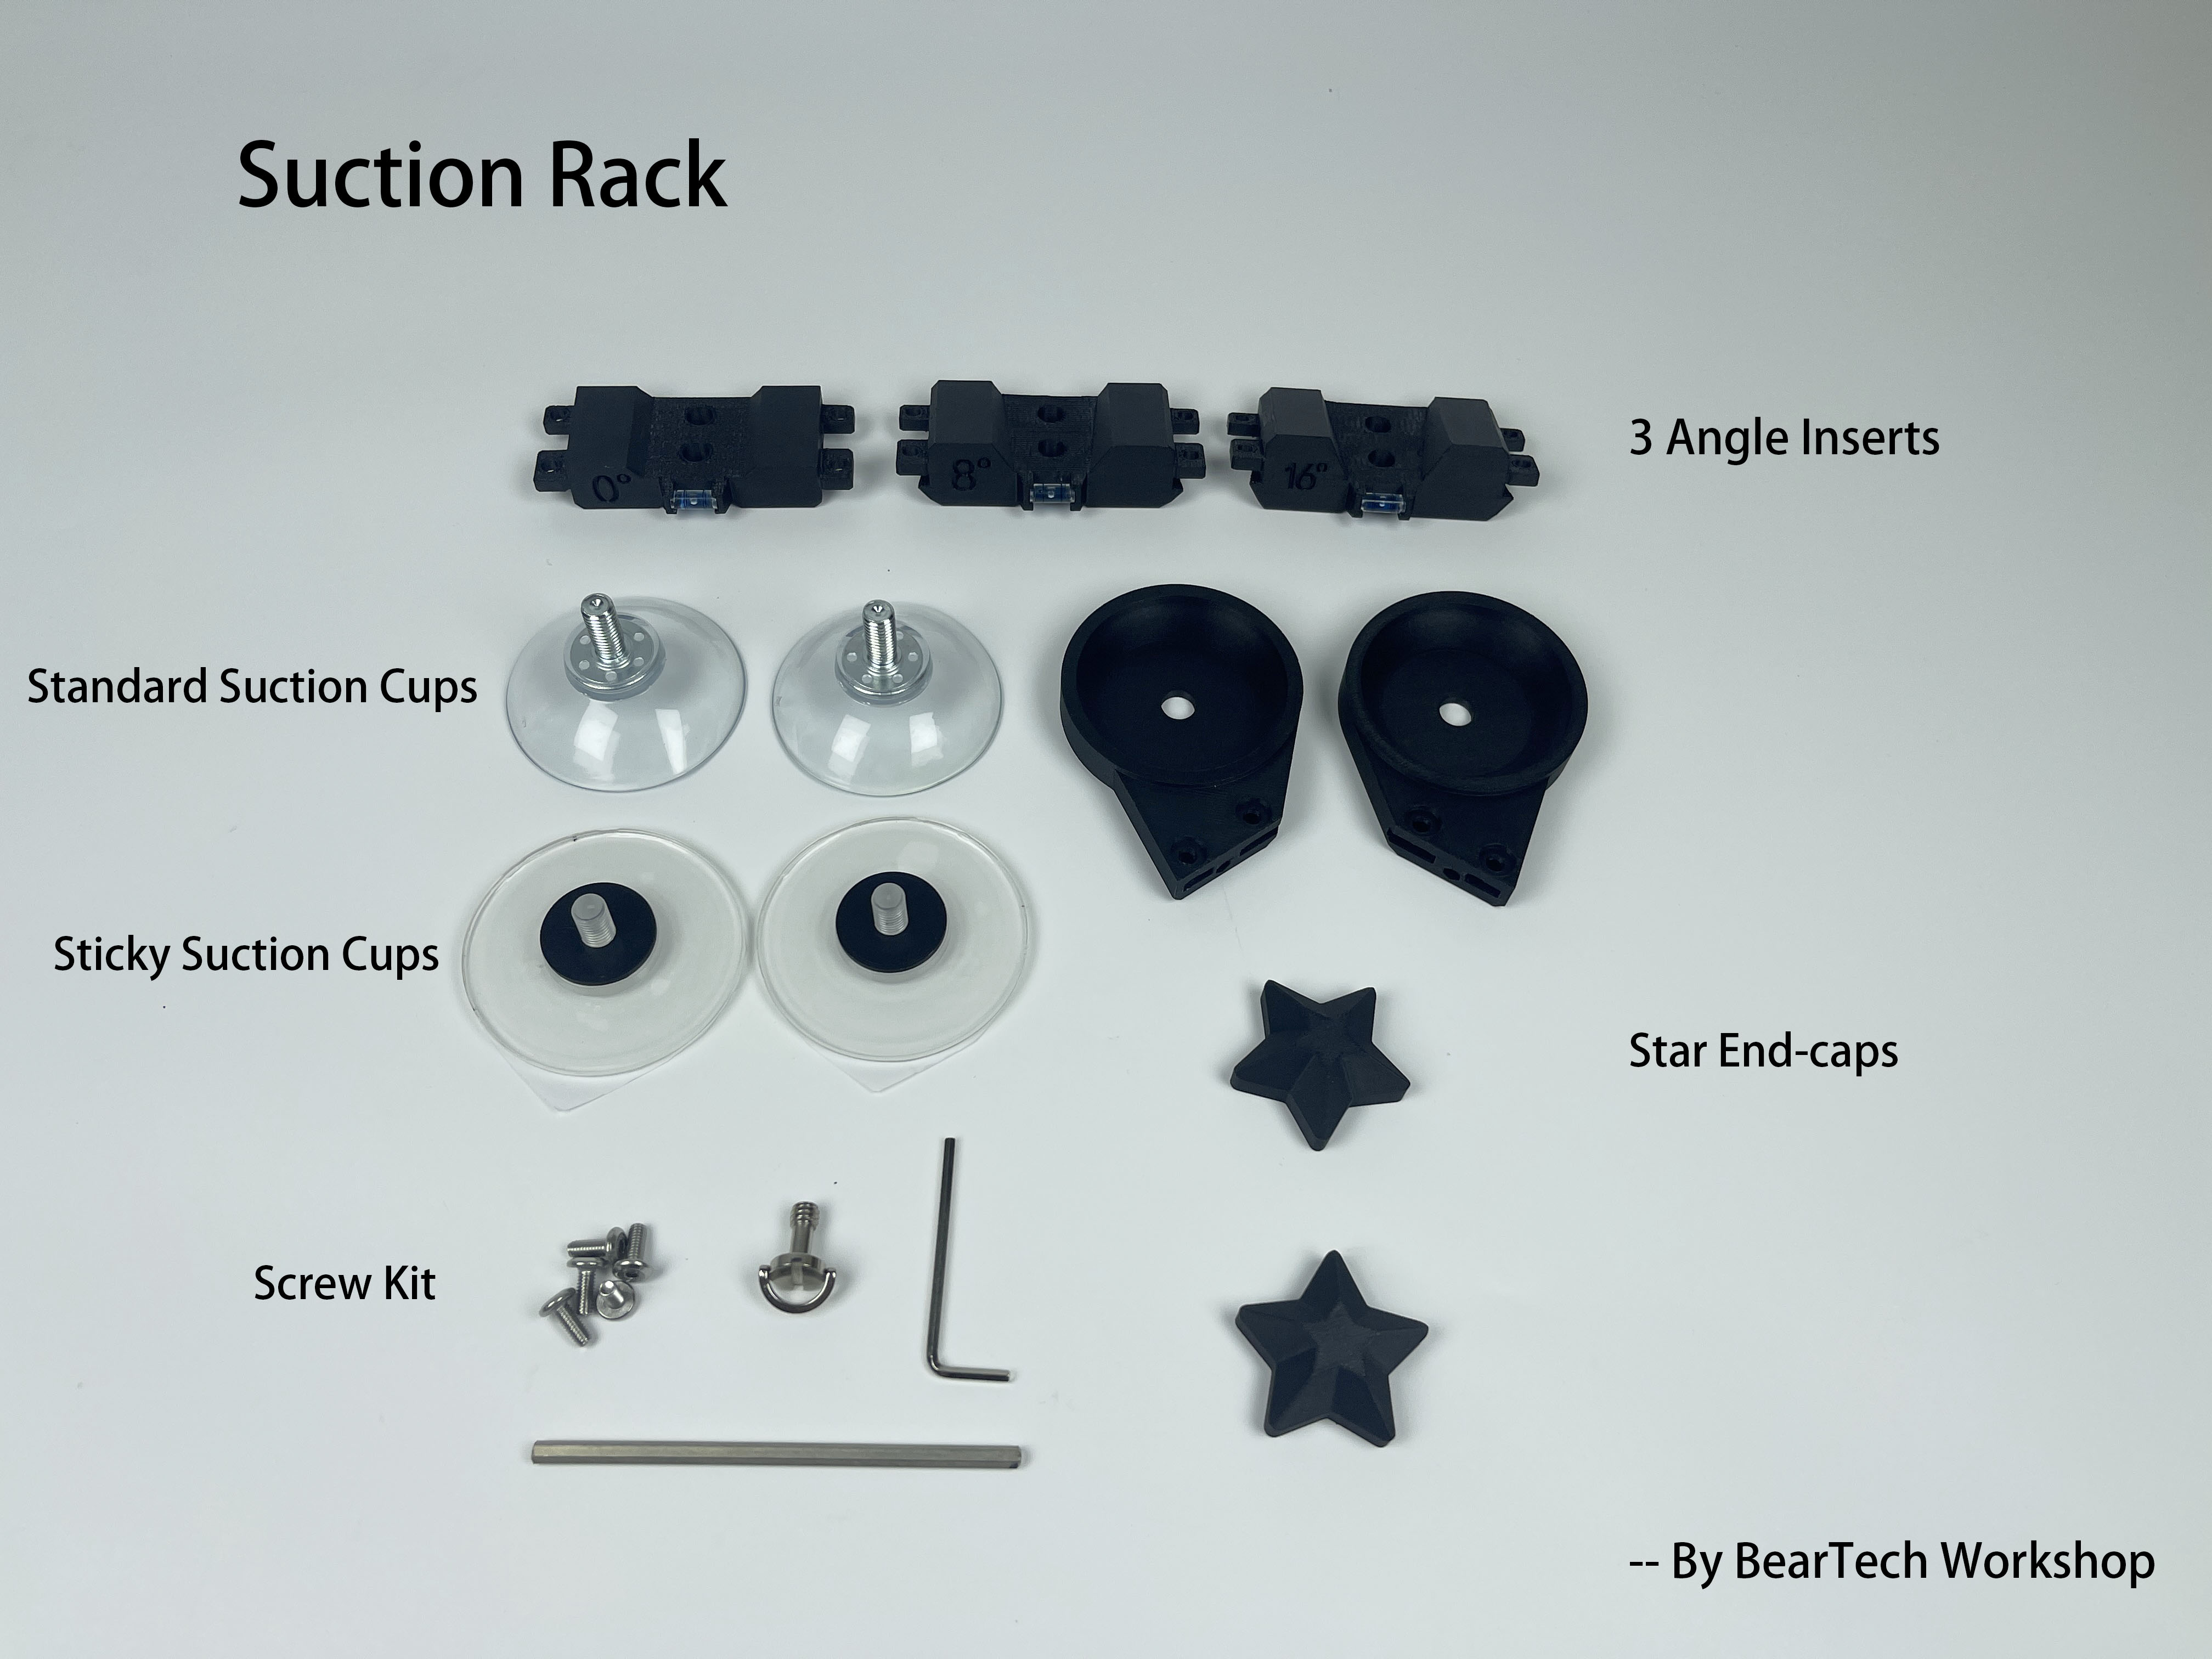 Suction Rack
0°
8°
16°
3 Angle Inserts
Standard Suction Cups
Sticky Suction Cups
Star End-caps
Screw Kit
-- By BearTech Workshop